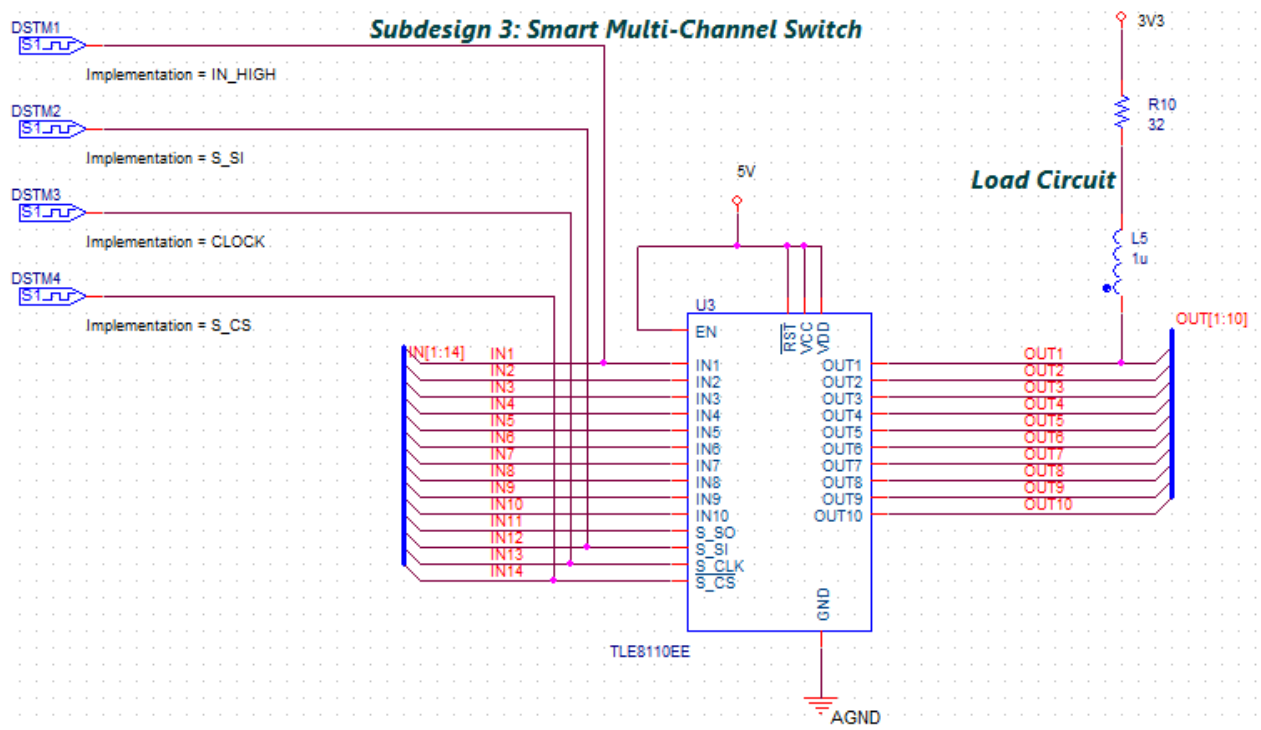 Subdesign 3: Smart Multi-Channel Switch
DSTM1
S1
Implementation = IN_HIGH
DSTM2
S1
Implementation = S_SI
DSTM3
S1
Implementation = CLOCK
DSTM4
S1
Implementation = S_CS
3V3
R10
32
Load Circuit
L5
1u
5V
U3
EN
RST
VCC
VDD
IN[1:14]
OUT[1:10]
IN1
IN2
IN3
IN4
IN5
IN6
IN7
IN8
IN9
IN10
IN11
IN12
IN13
IN14
IN1
IN2
IN3
IN4
IN5
IN6
IN7
IN8
IN9
IN10
S_SO
S_SI
S_CLK
S_CS
OUT1
OUT2
OUT3
OUT4
OUT5
OUT6
OUT7
OUT8
OUT9
OUT10
OUT1
OUT2
OUT3
OUT4
OUT5
OUT6
OUT7
OUT8
OUT9
OUT10
GND
TLE8110EE
AGND